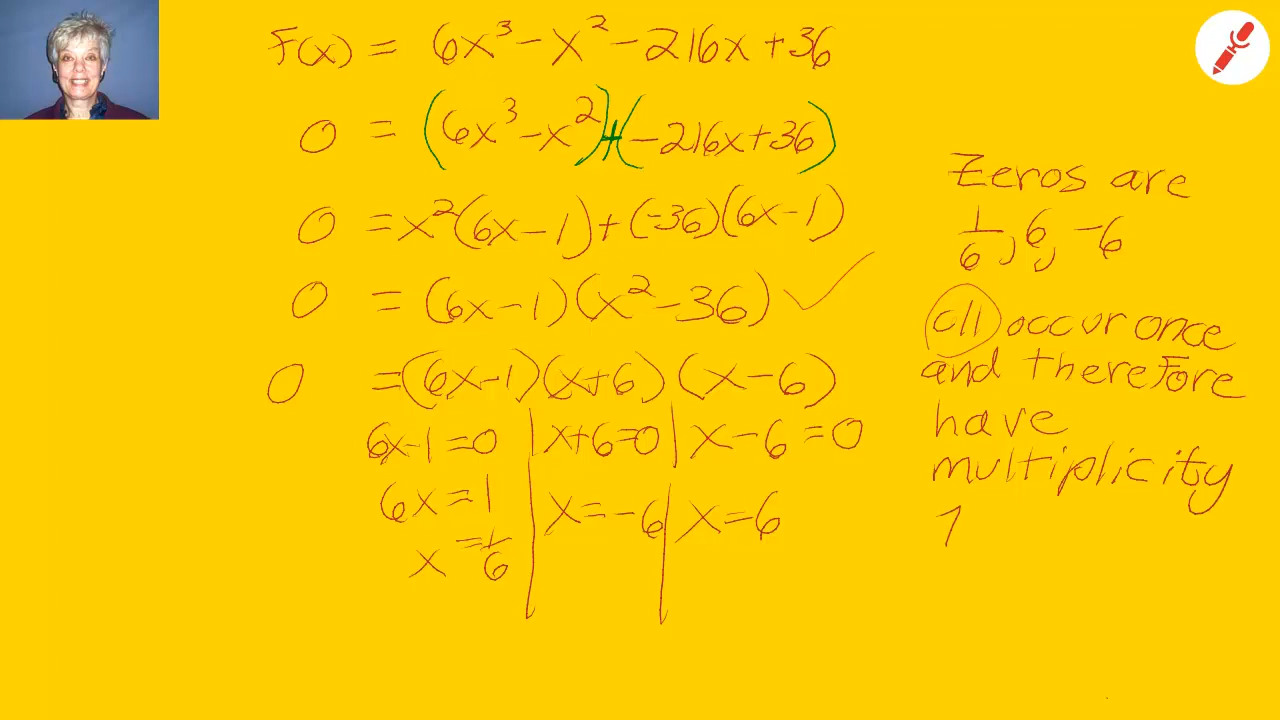 F(x) = 6x³ - x² - 216x + 36
0 = (6x³ - x²) + (-216x + 36)
0 = x²(6x - 1) + (-36)(6x - 1)
0 = (6x - 1)(x² - 36) ✓
0 = (6x - 1)(x + 6)(x - 6)
6x - 1 = 0 | x + 6 = 0 | x - 6 = 0
6x = 1 | x = -6 | x = 6
x = 1/6
Zeros are
1/6, 6, -6
all occur once
and therefore
have
multiplicity
1